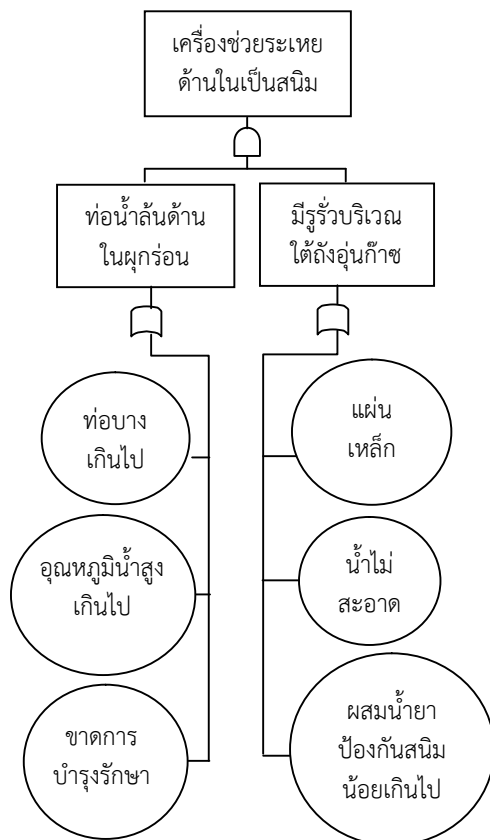 เครื่องช่วยระเหย
ด้านในเป็นสนิม
ท่อน้ำล้นด้าน
ในผุกร่อน
มีรูรั่วบริเวณ
ใต้ถังอุ่นก๊าซ
ท่อบาง
เกินไป
อุณหภูมิน้ำสูง
เกินไป
ขาดการ
บำรุงรักษา
แผ่น
เหล็ก
น้ำไม่
สะอาด
ผสมน้ำยา
ป้องกันสนิม
น้อยเกินไป